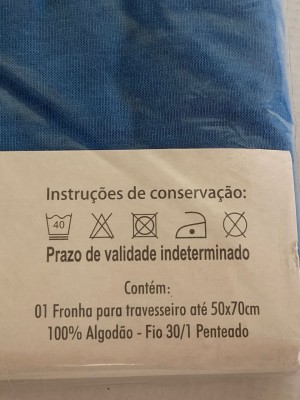 Instruções de conservação:
40
Prazo de validade indeterminado
Contém:
01 Fronha para travesseiro até 50x70cm
100% Algodão - Fio 30/1 Penteado